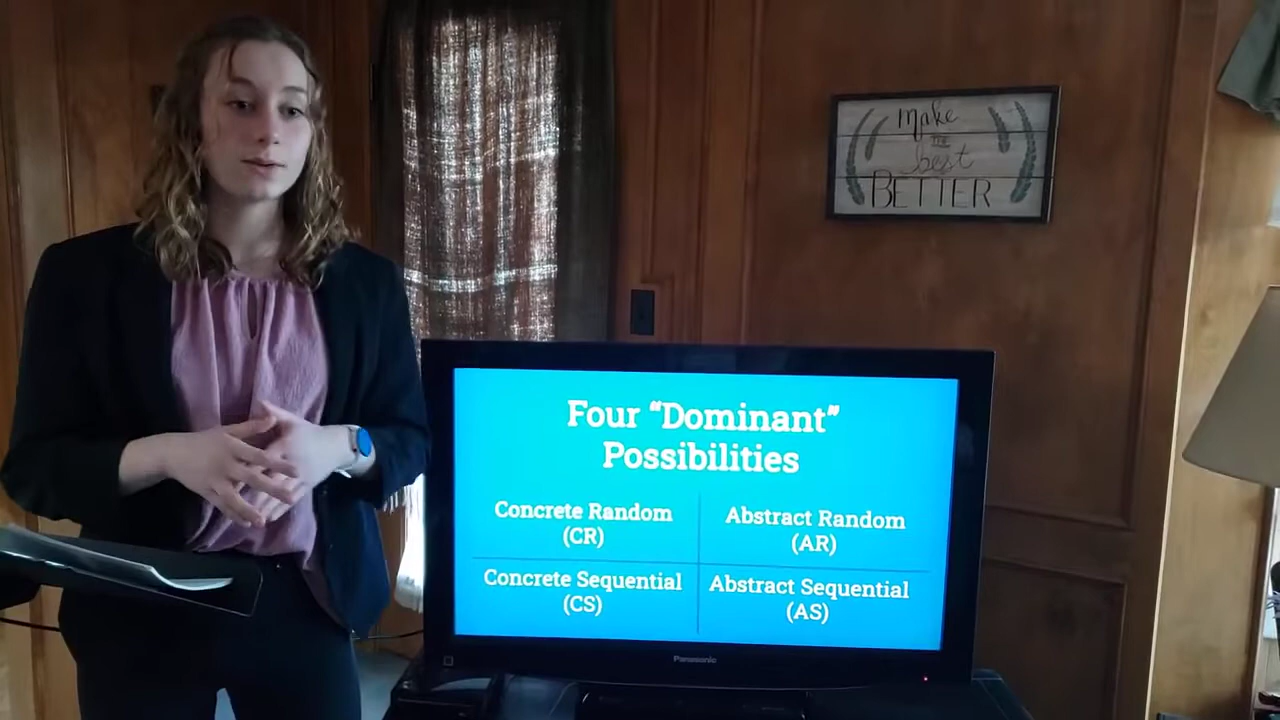 make
the
best
BETTER
Four “Dominant”
Possibilities
Concrete Random
(CR)
Abstract Random
(AR)
Concrete Sequential
(CS)
Abstract Sequential
(AS)
Panasonic